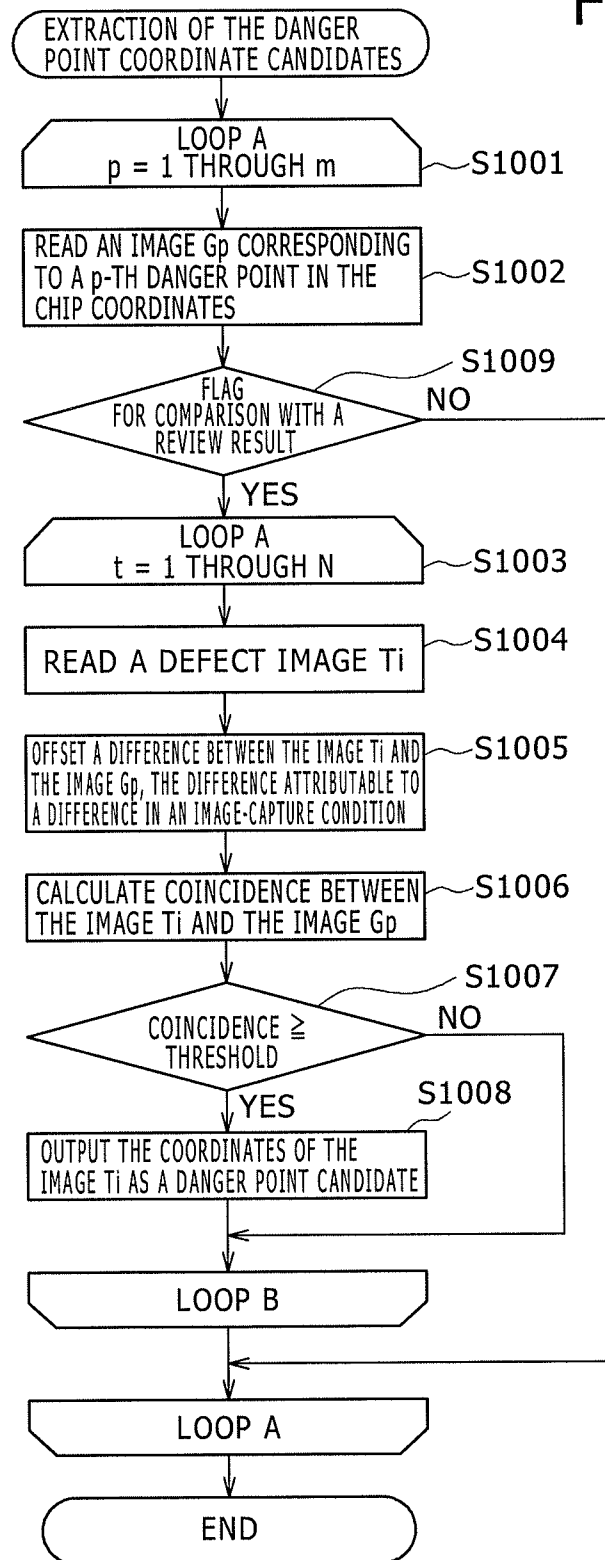 EXTRACTION OF THE DANGER
POINT COORDINATE CANDIDATES
LOOP A
p = 1 THROUGH m
S1001
READ AN IMAGE Gp CORRESPONDING
TO A p-TH DANGER POINT IN THE
CHIP COORDINATES
S1002
S1009
FLAG
FOR COMPARISON WITH A
REVIEW RESULT
NO
YES
LOOP A
t = 1 THROUGH N
S1003
READ A DEFECT IMAGE Ti
S1004
OFFSET A DIFFERENCE BETWEEN THE IMAGE Ti AND
THE IMAGE Gp, THE DIFFERENCE ATTRIBUTABLE TO
A DIFFERENCE IN AN IMAGE-CAPTURE CONDITION
S1005
CALCULATE COINCIDENCE BETWEEN
THE IMAGE Ti AND THE IMAGE Gp
S1006
S1007
COINCIDENCE ≧
THRESHOLD
NO
YES
S1008
OUTPUT THE COORDINATES OF THE
IMAGE Ti AS A DANGER POINT CANDIDATE
LOOP B
LOOP A
END